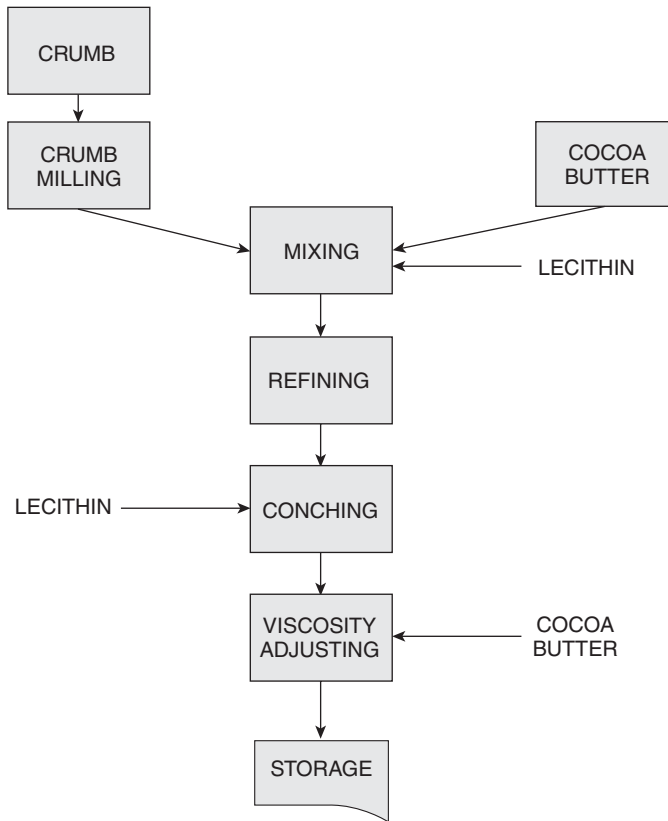 CRUMB
CRUMB
MILLING
COCOA
BUTTER
MIXING
LECITHIN
REFINING
LECITHIN
CONCHING
VISCOSITY
ADJUSTING
COCOA
BUTTER
STORAGE